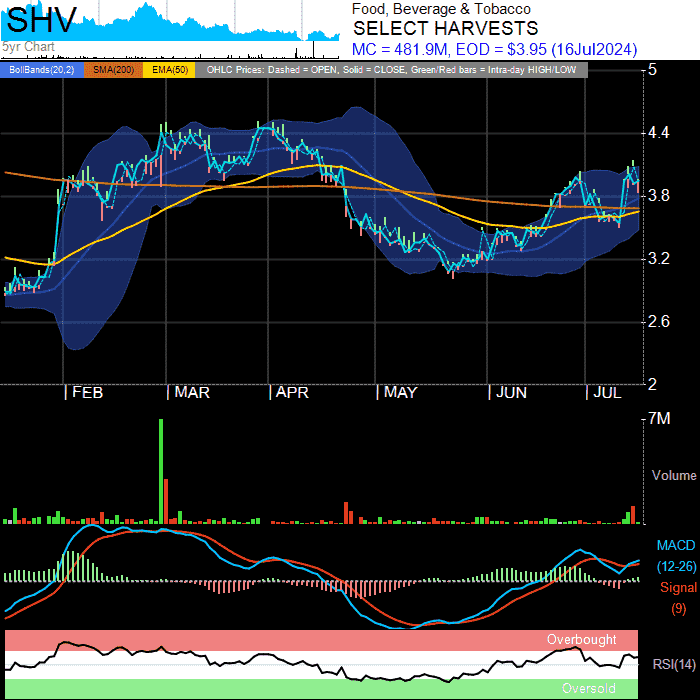 SHV
5yr Chart
Food, Beverage & Tobacco
SELECT HARVESTS
MC = 481.9M, EOD = $3.95 (16Jul2024)
BollBands(20,2) SMA(200) EMA(50) OHLC Prices: Dashed = OPEN, Solid = CLOSE, Green/Red bars = Intra-day HIGH/LOW
5
4.4
3.8
3.2
2.6
2
| FEB | MAR | APR | MAY | JUN | JUL
7M
Volume
MACD
(12-26)
Signal
(9)
Overbought
RSI(14)
Oversold